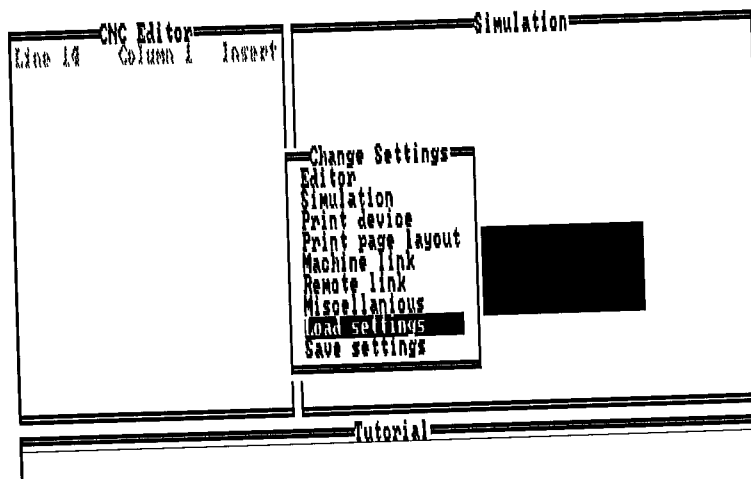 CNC Editor
Simulation
Line 10 Column 1 Insert
Change Settings
Editor
Simulation
Print device
Print page layout
Machine link
Remote link
Miscellanious
Load settings
Save settings
Tutorial